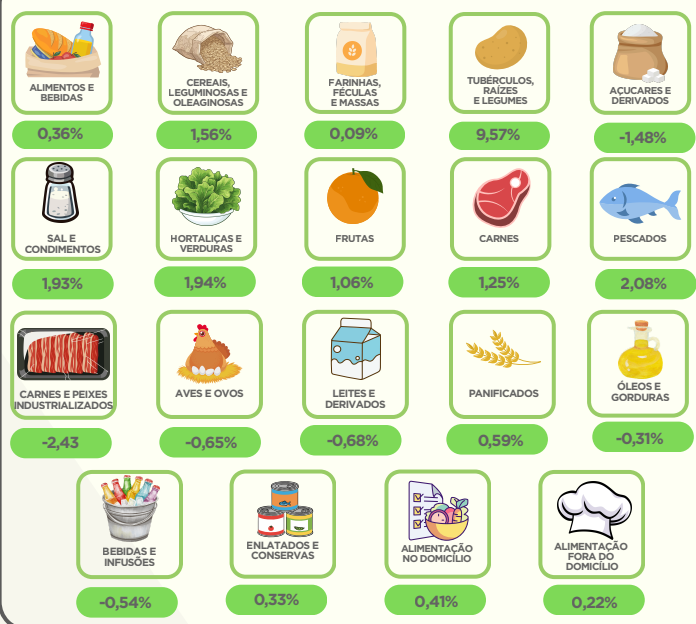 ALIMENTOS E
BEBIDAS
0,36%
CEREAIS,
LEGUMINOSAS E
OLEAGINOSAS
1,56%
FARINHAS,
FÉCULAS
E MASSAS
0,09%
TUBÉRCULOS,
RAÍZES
E LEGUMES
9,57%
AÇUCARES E
DERIVADOS
-1,48%
SAL E
CONDIMENTOS
1,93%
HORTALIÇAS E
VERDURAS
1,94%
FRUTAS
1,06%
CARNES
1,25%
PESCADOS
2,08%
CARNES E PEIXES
INDUSTRIALIZADOS
-2,43
AVES E OVOS
-0,65%
LEITES E
DERIVADOS
-0,68%
PANIFICADOS
0,59%
ÓLEOS E
GORDURAS
-0,31%
BEBIDAS E
INFUSÕES
-0,54%
ENLATADOS E
CONSERVAS
0,33%
ALIMENTAÇÃO
NO DOMICÍLIO
0,41%
ALIMENTAÇÃO
FORA DO
DOMICÍLIO
0,22%